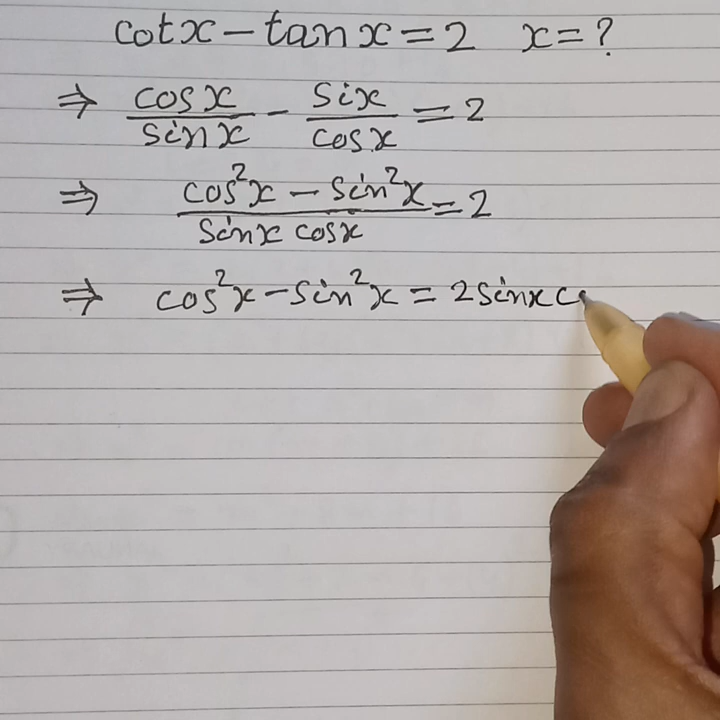 cotx - tanx = 2 x = ?
⇒ cosx/sinx - six/cosx = 2
⇒ (cos²x - sin²x)/(sinx cosx) = 2
⇒ cos²x - sin²x = 2sinx c